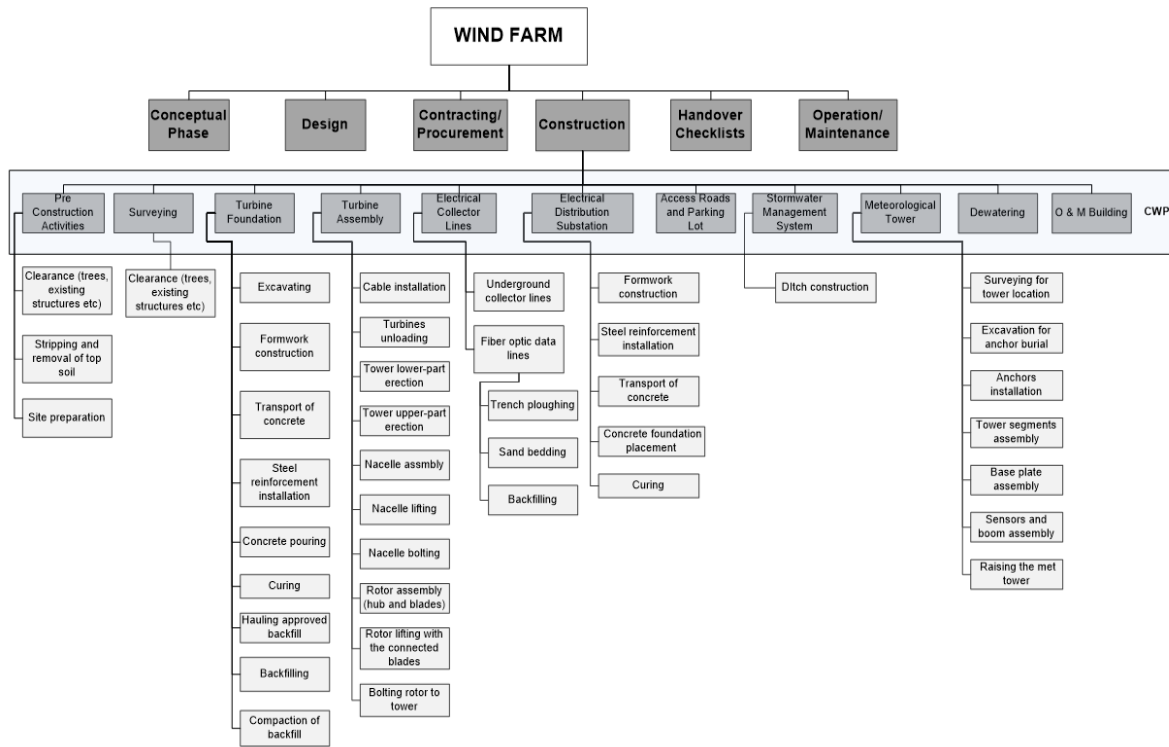 WIND FARM
Conceptual
Phase
Design
Contracting/
Procurement
Construction
Handover
Checklists
Operation/
Maintenance
Pre
Construction
Activities
Surveying
Turbine
Foundation
Turbine
Assembly
Electrical
Collector
Lines
Electrical
Distribution
Substation
Access Roads
and Parking
Lot
Stormwater
Management
System
Meteorological
Tower
Dewatering
O & M Building
CWP
Clearance (trees,
existing
structures etc)
Stripping and
removal of top
soil
Site preparation
Clearance (trees,
existing
structures etc)
Excavating
Formwork
construction
Transport of
concrete
Steel
reinforcement
installation
Concrete pouring
Curing
Hauling approved
backfill
Backfilling
Compaction of
backfill
Cable installation
Turbines
unloading
Tower lower-part
erection
Tower upper-part
erection
Nacelle assmbly
Nacelle lifting
Nacelle bolting
Rotor assembly
(hub and blades)
Rotor lifting with
the connected
blades
Bolting rotor to
tower
Underground
collector lines
Fiber optic data
lines
Trench ploughing
Sand bedding
Backfilling
Formwork
construction
Steel reinforcement
installation
Transport of
concrete
Concrete foundation
placement
Curing
DItch construction
Surveying for
tower location
Excavation for
anchor burial
Anchors
installation
Tower segments
assembly
Base plate
assembly
Sensors and
boom assembly
Raising the met
tower